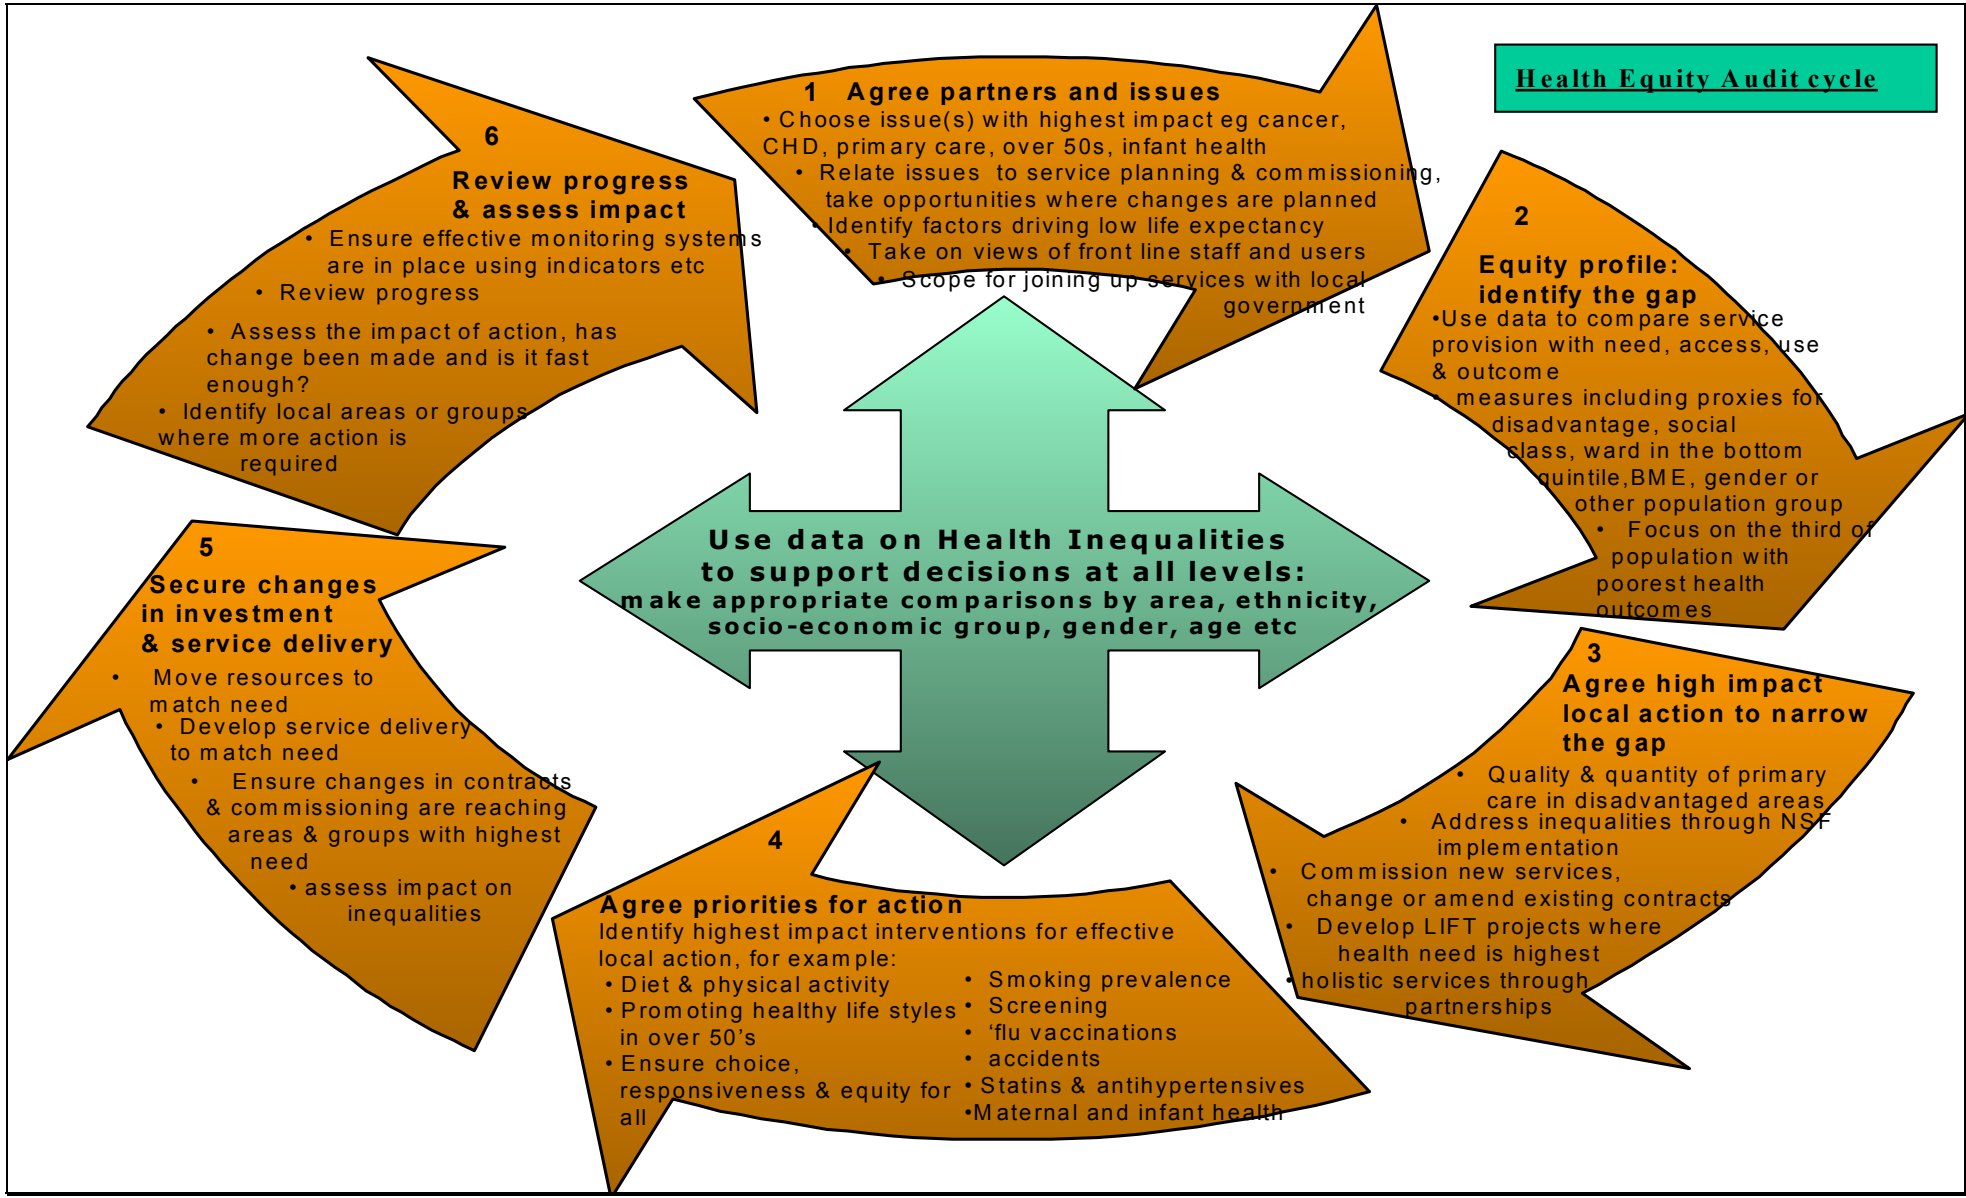 Health Equity Audit cycle
1 Agree partners and issues
• Choose issue(s) with highest impact eg cancer,
CHD, primary care, over 50s, infant health
• Relate issues to service planning & commissioning,
take opportunities where changes are planned
• Identify factors driving low life expectancy
• Take on views of front line staff and users
• Scope for joining up services with local
government
2
Equity profile:
identify the gap
•Use data to compare service
provision with need, access, use
& outcome
• measures including proxies for
disadvantage, social
class, ward in the bottom
quintile,BME, gender or
other population group
• Focus on the third of
population with
poorest health
outcomes
3
Agree high impact
local action to narrow
the gap
• Quality & quantity of primary
care in disadvantaged areas
• Address inequalities through NSF
implementation
• Commission new services,
change or amend existing contracts
• Develop LIFT projects where
health need is highest
• holistic services through
partnerships
4
Agree priorities for action
Identify highest impact interventions for effective
local action, for example:
• Diet & physical activity
• Promoting healthy life styles
in over 50’s
• Ensure choice,
responsiveness & equity for
all
• Smoking prevalence
• Screening
• ‘flu vaccinations
• accidents
• Statins & antihypertensives
•Maternal and infant health
5
Secure changes
in investment
& service delivery
• Move resources to
match need
• Develop service delivery
to match need
• Ensure changes in contracts
& commissioning are reaching
areas & groups with highest
need
• assess impact on
inequalities
6
Review progress
& assess impact
• Ensure effective monitoring systems
are in place using indicators etc
• Review progress
• Assess the impact of action, has
change been made and is it fast
enough?
• Identify local areas or groups
where more action is
required
Use data on Health Inequalities
to support decisions at all levels:
make appropriate comparisons by area, ethnicity,
socio-economic group, gender, age etc